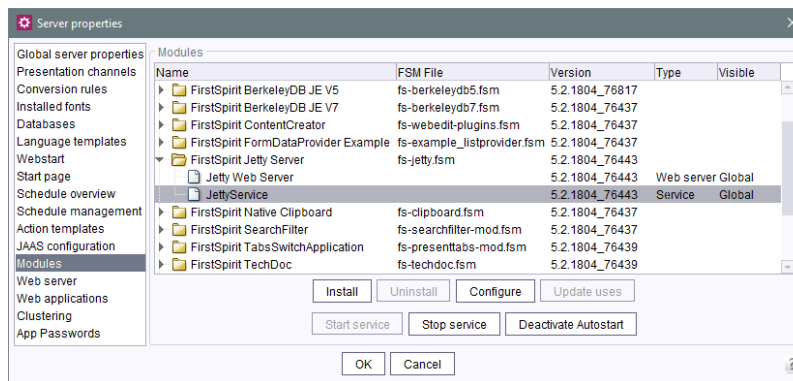 Server properties
Global server properties
Presentation channels
Conversion rules
Installed fonts
Databases
Language templates
Webstart
Start page
Schedule overview
Schedule management
Action templates
JAAS configuration
Modules
Web server
Web applications
Clustering
App Passwords
Modules
Name FSM File Version Type Visible
FirstSpirit BerkeleyDB JE V5 fs-berkeleydb5.fsm 5.2.1804_76817
FirstSpirit BerkeleyDB JE V7 fs-berkeleydb7.fsm 5.2.1804_76437
FirstSpirit ContentCreator fs-webedit-plugins.fsm 5.2.1804_76437
FirstSpirit FormDataProvider Example fs-example_listprovider.fsm 5.2.1804_76437
FirstSpirit Jetty Server fs-jetty.fsm 5.2.1804_76443
Jetty Web Server 5.2.1804_76443 Web server Global
JettyService 5.2.1804_76443 Service Global
FirstSpirit Native Clipboard fs-clipboard.fsm 5.2.1804_76437
FirstSpirit SearchFilter fs-searchfilter-mod.fsm 5.2.1804_76437
FirstSpirit TabsSwitchApplication fs-presenttabs-mod.fsm 5.2.1804_76439
FirstSpirit TechDoc fs-techdoc.fsm 5.2.1804_76439
Install Uninstall Configure Update uses
Start service Stop service Deactivate Autostart
OK Cancel
?